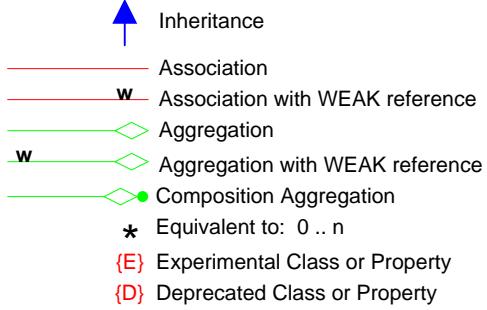 Inheritance
Association
w Association with WEAK reference
Aggregation
w Aggregation with WEAK reference
Composition Aggregation
* Equivalent to: 0 .. n
{E} Experimental Class or Property
{D} Deprecated Class or Property